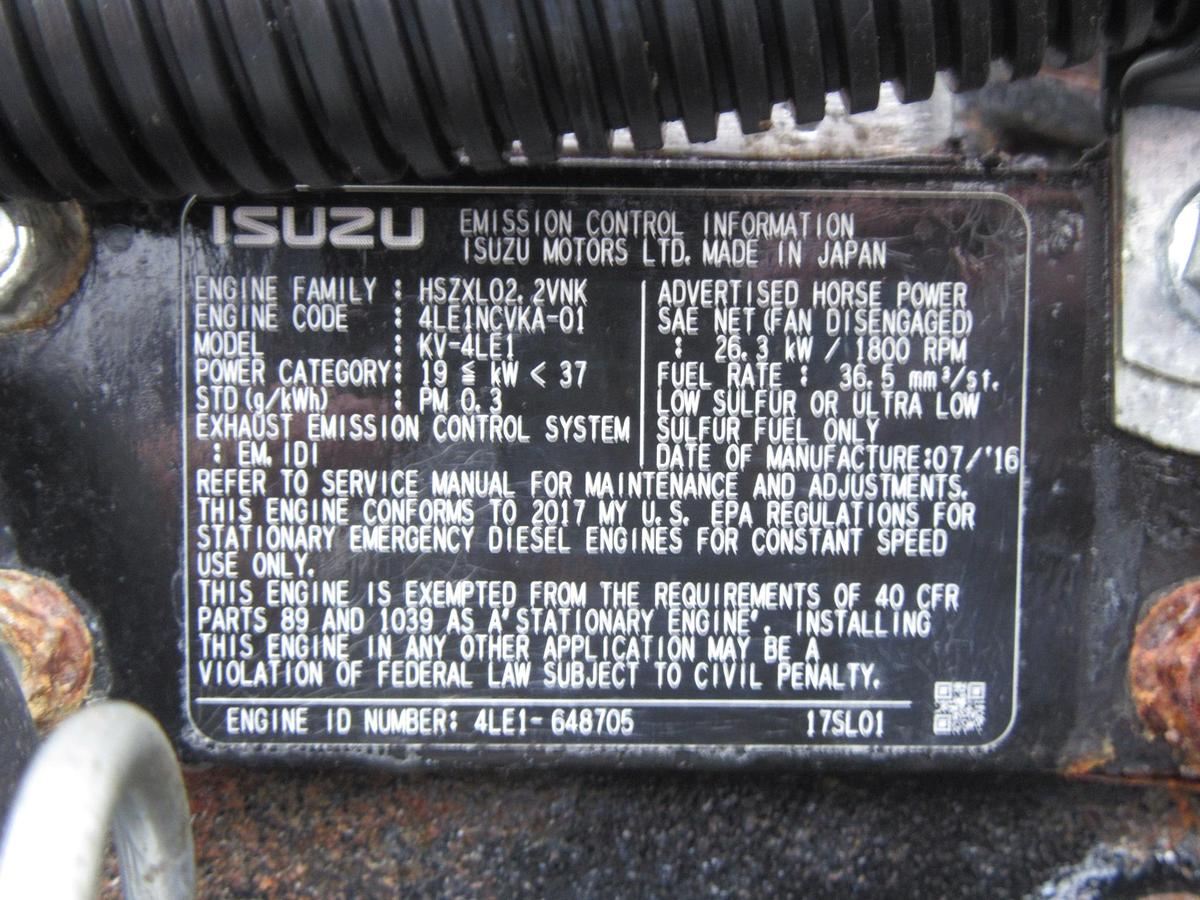 ISUZU EMISSION CONTROL INFORMATION
ISUZU MOTORS LTD. MADE IN JAPAN
ENGINE FAMILY : HSZXL02.2VNK
ENGINE CODE : 4LE1NCVKA-01
MODEL : KV-4LE1
POWER CATEGORY: 19 ≦ kW < 37
STD(g/kWh) : PM 0.3
EXHAUST EMISSION CONTROL SYSTEM
: EM, IDI
ADVERTISED HORSE POWER
SAE NET(FAN DISENGAGED)
: 26.3 kW / 1800 RPM
FUEL RATE : 36.5 mm³/st.
LOW SULFUR OR ULTRA LOW
SULFUR FUEL ONLY
DATE OF MANUFACTURE:07/'16
REFER TO SERVICE MANUAL FOR MAINTENANCE AND ADJUSTMENTS.
THIS ENGINE CONFORMS TO 2017 MY U.S. EPA REGULATIONS FOR
STATIONARY EMERGENCY DIESEL ENGINES FOR CONSTANT SPEED
USE ONLY.
THIS ENGINE IS EXEMPTED FROM THE REQUIREMENTS OF 40 CFR
PARTS 89 AND 1039 AS A"STATIONARY ENGINE". INSTALLING
THIS ENGINE IN ANY OTHER APPLICATION MAY BE A
VIOLATION OF FEDERAL LAW SUBJECT TO CIVIL PENALTY.
ENGINE ID NUMBER: 4LE1- 648705 17SL01